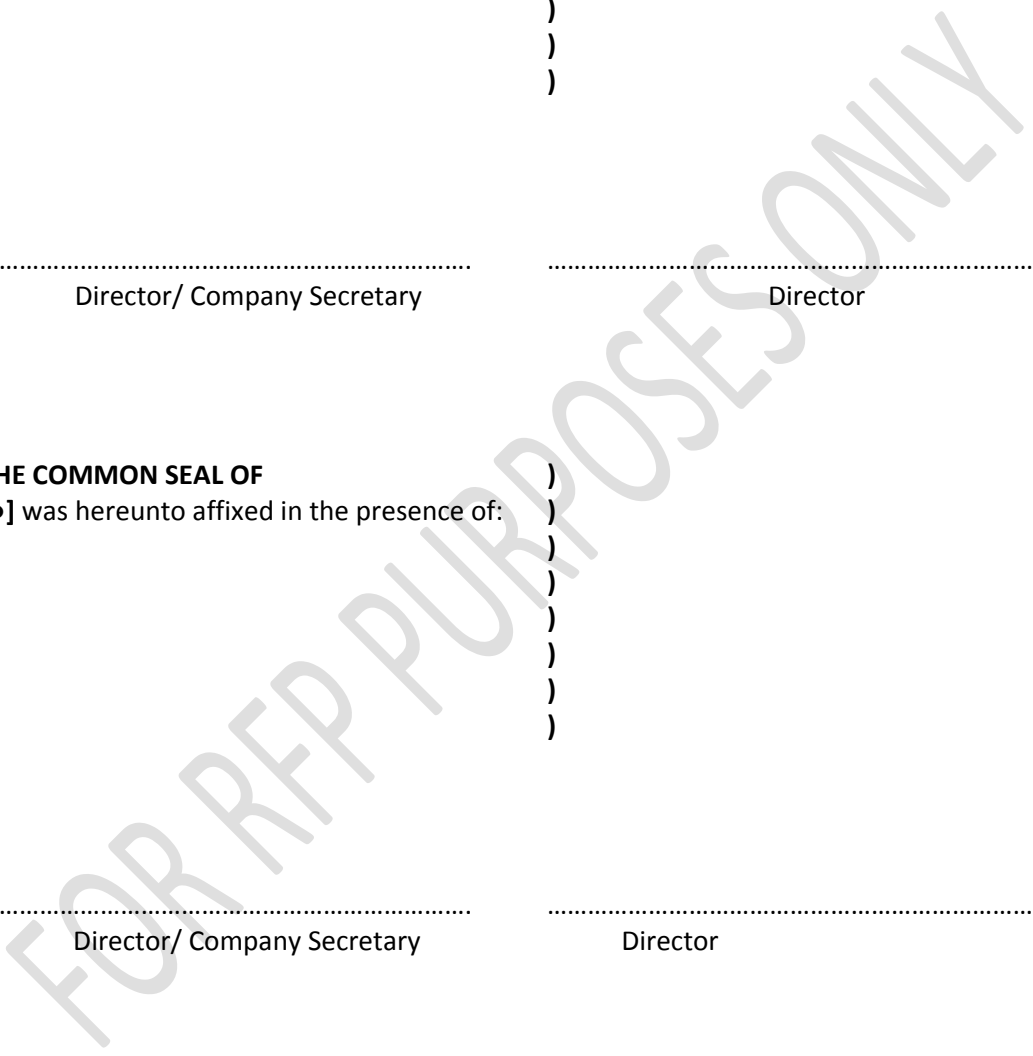 )
)
)
…………………………………………………………. ……………………………………………………………
Director/ Company Secretary Director
HE COMMON SEAL OF )
] was hereunto affixed in the presence of: )
)
)
)
)
)
)
…………………………………………………………. ……………………………………………………………
Director/ Company Secretary Director
FOR RFP PURPOSES ONLY